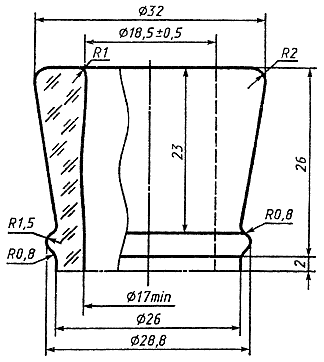 Ø32
Ø18,5±0,5
R1
R2
23
26
R1,5
R0,8
R0,8
2
Ø17min
Ø26
Ø28,8